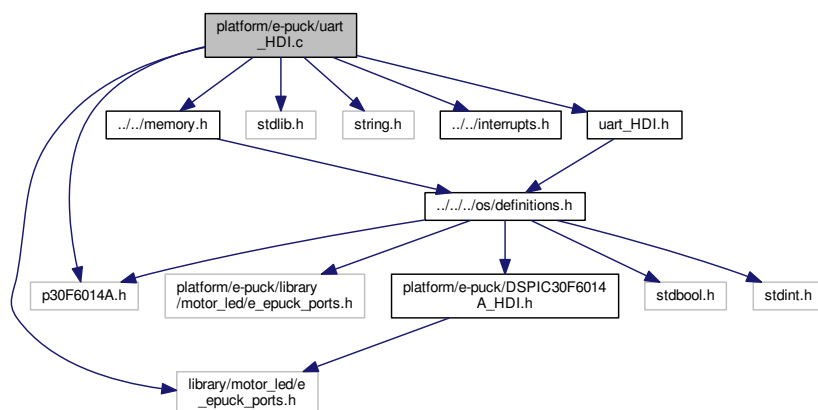 platform/e-puck/uart
_HDI.c
../../memory.h
stdlib.h
string.h
../../interrupts.h
uart_HDI.h
../../../os/definitions.h
p30F6014A.h
platform/e-puck/library
/motor_led/e_epuck_ports.h
platform/e-puck/DSPIC30F6014
A_HDI.h
stdbool.h
stdint.h
library/motor_led/e
_epuck_ports.h